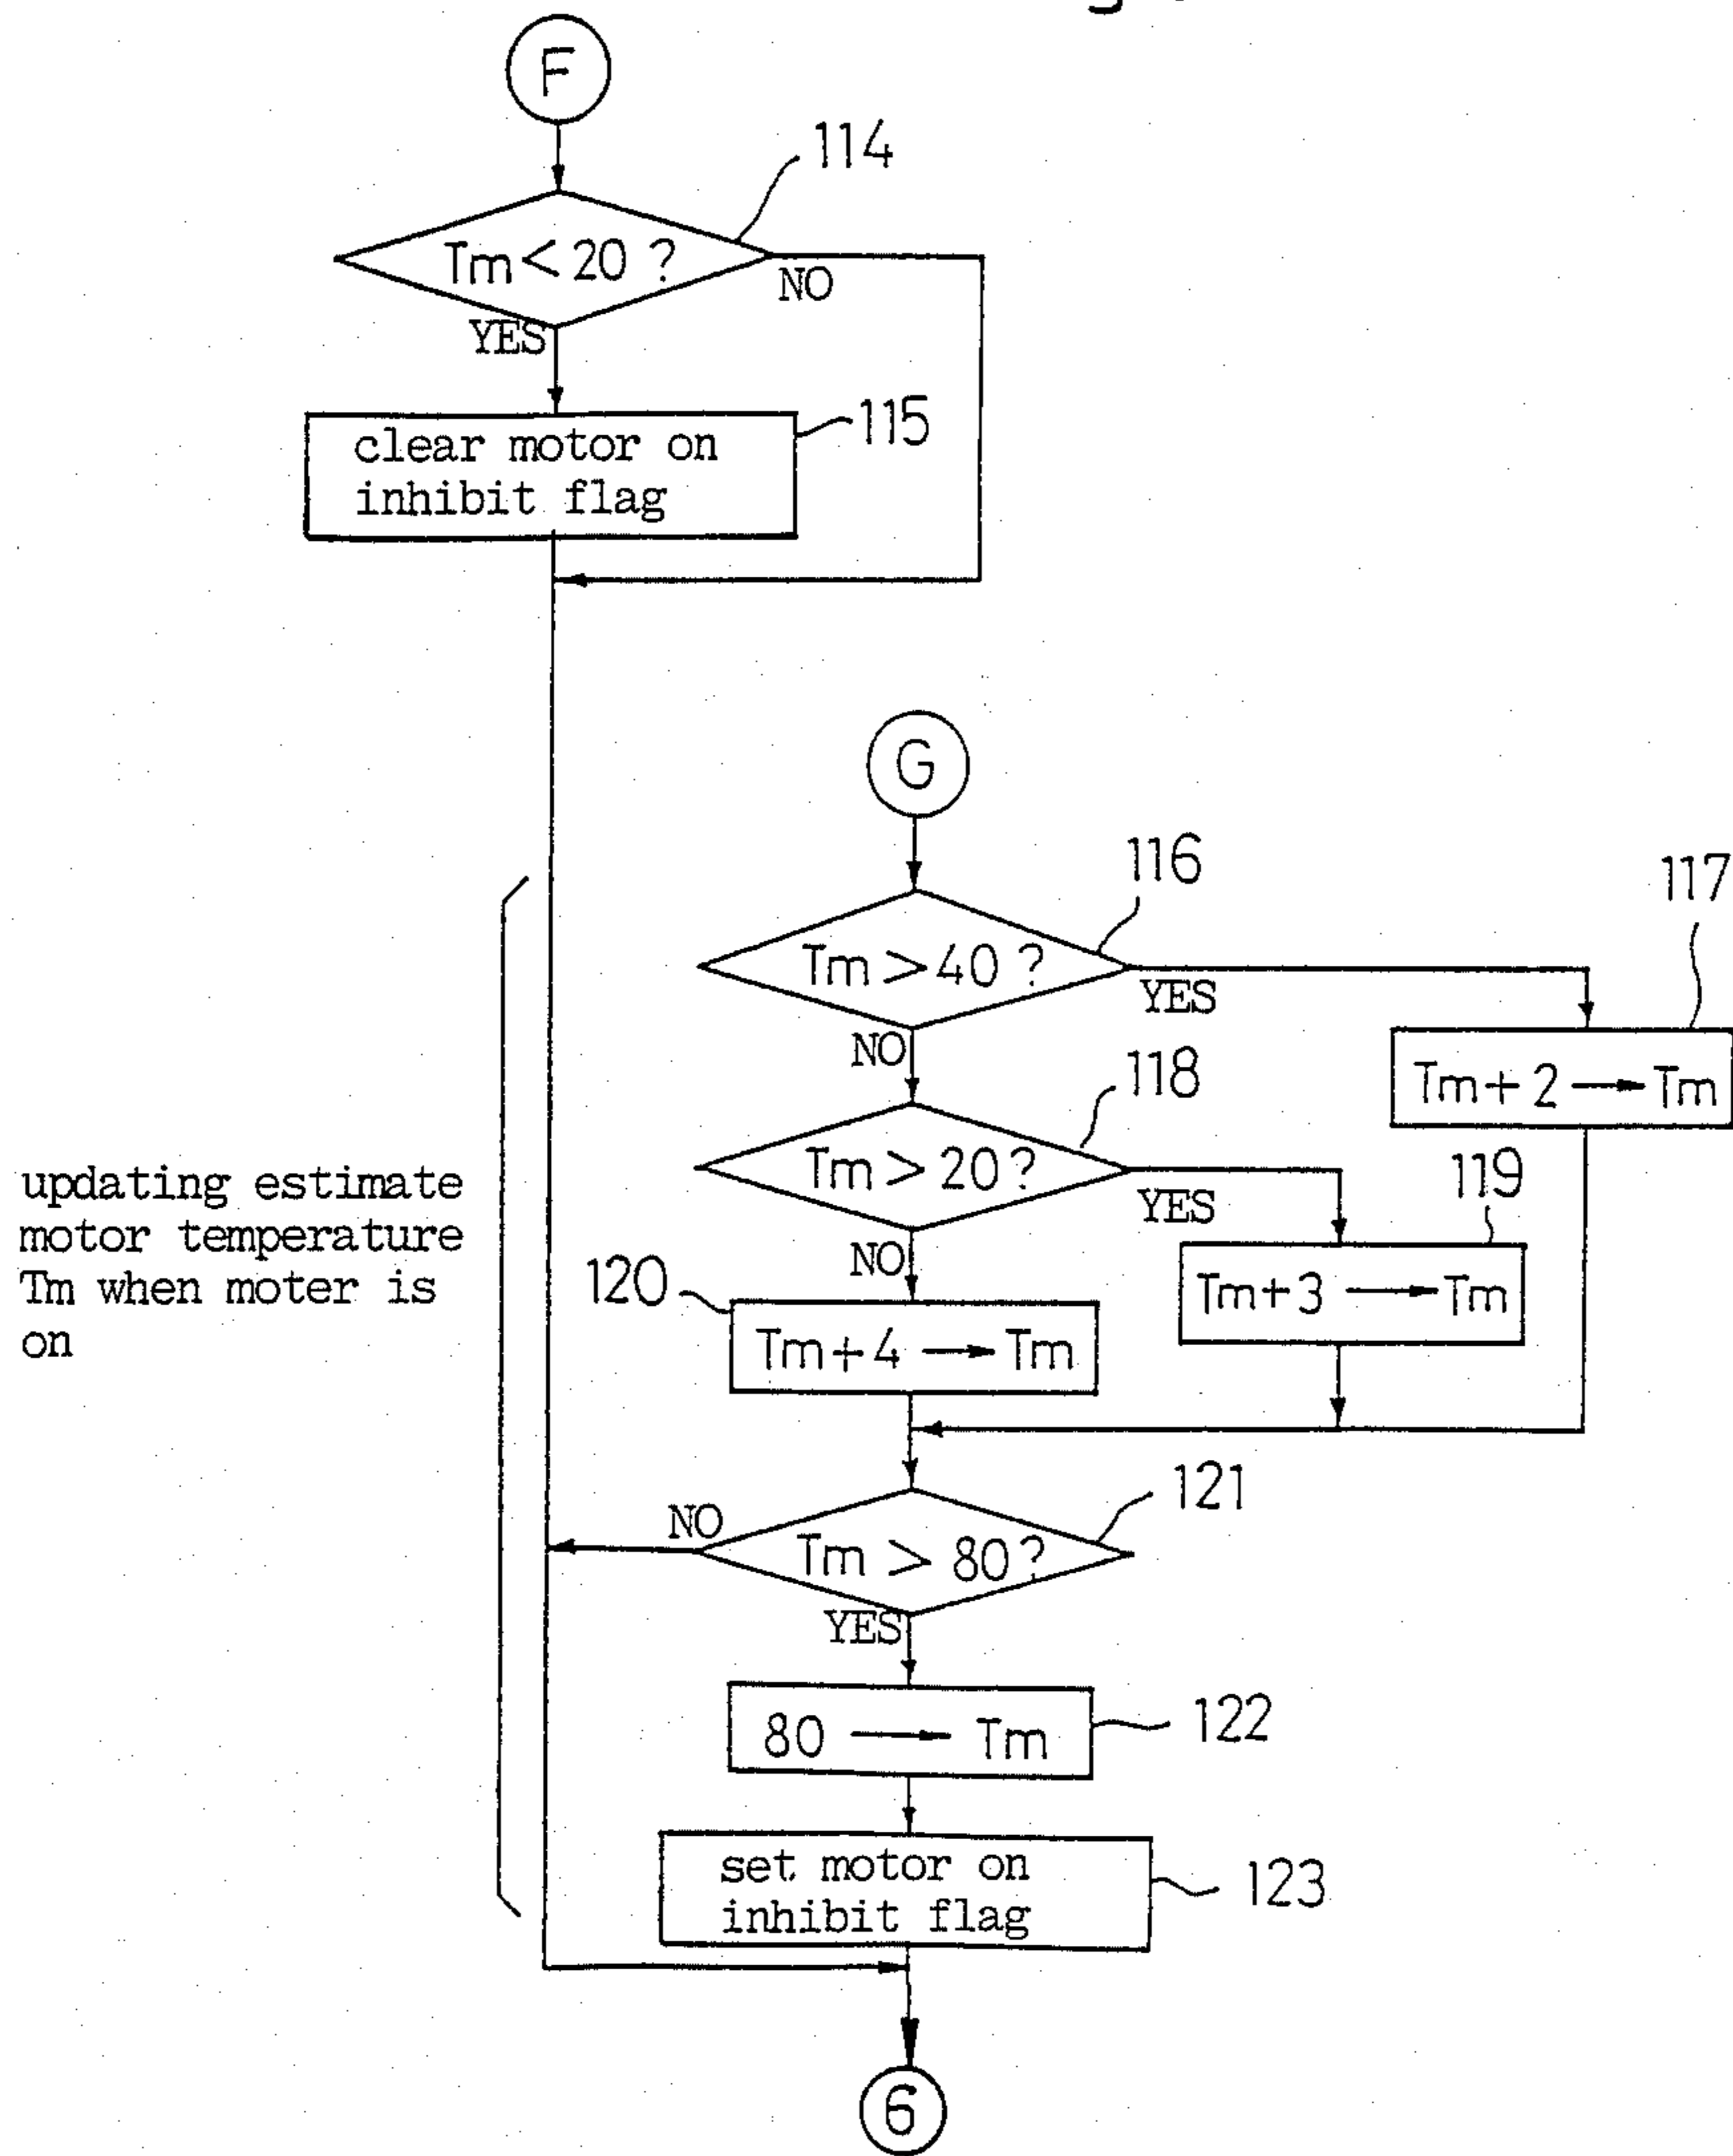 F
114
Tm < 20 ?
NO
YES
115
clear motor on
inhibit flag
G
116
117
Tm > 40 ?
YES
NO
118
Tm + 2 → Tm
Tm > 20 ?
YES
119
NO
120
Tm + 3 → Tm
Tm + 4 → Tm
updating estimate
motor temperature
Tm when moter is
on
121
NO
Tm > 80 ?
YES
122
80 → Tm
set motor on
inhibit flag
123
6